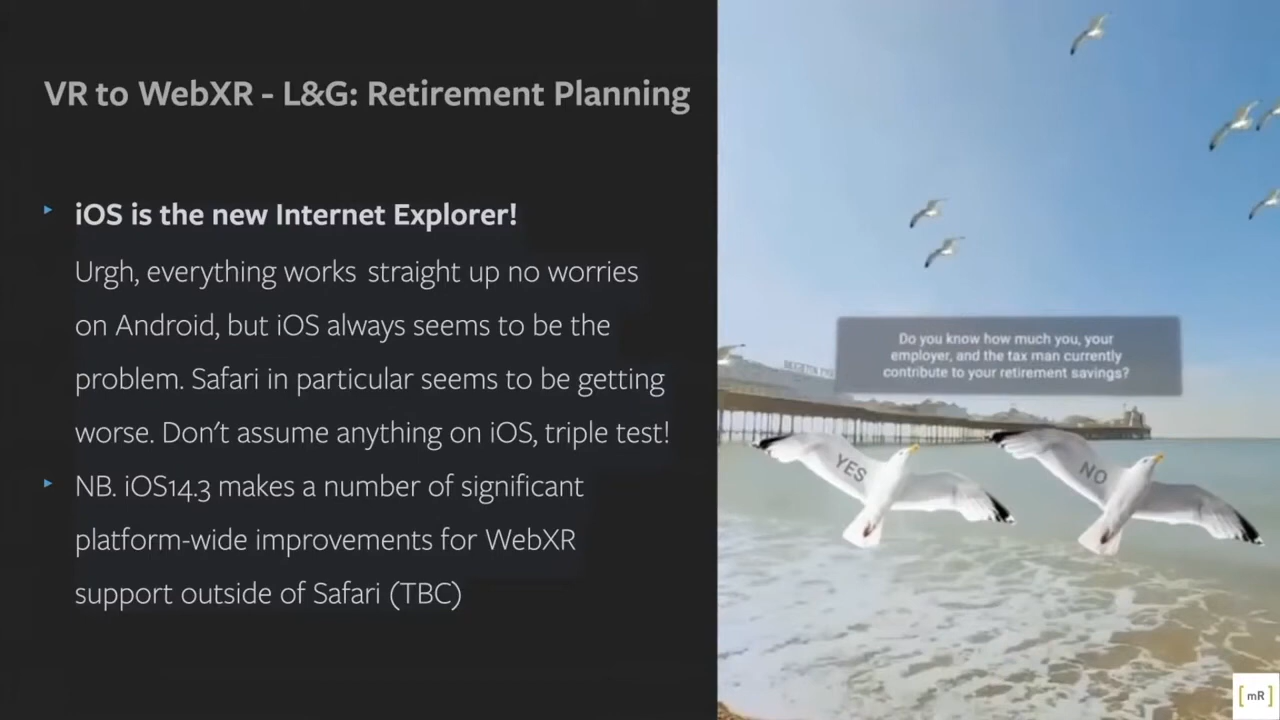 VR to WebXR - L&G: Retirement Planning
iOS is the new Internet Explorer!
Urgh, everything works straight up no worries
on Android, but iOS always seems to be the
problem. Safari in particular seems to be getting
worse. Don't assume anything on iOS, triple test!
NB. iOS14.3 makes a number of significant
platform-wide improvements for WebXR
support outside of Safari (TBC)
Do you know how much you, your
employer, and the tax man currently
contribute to your retirement savings?
YES
NO
[mR]